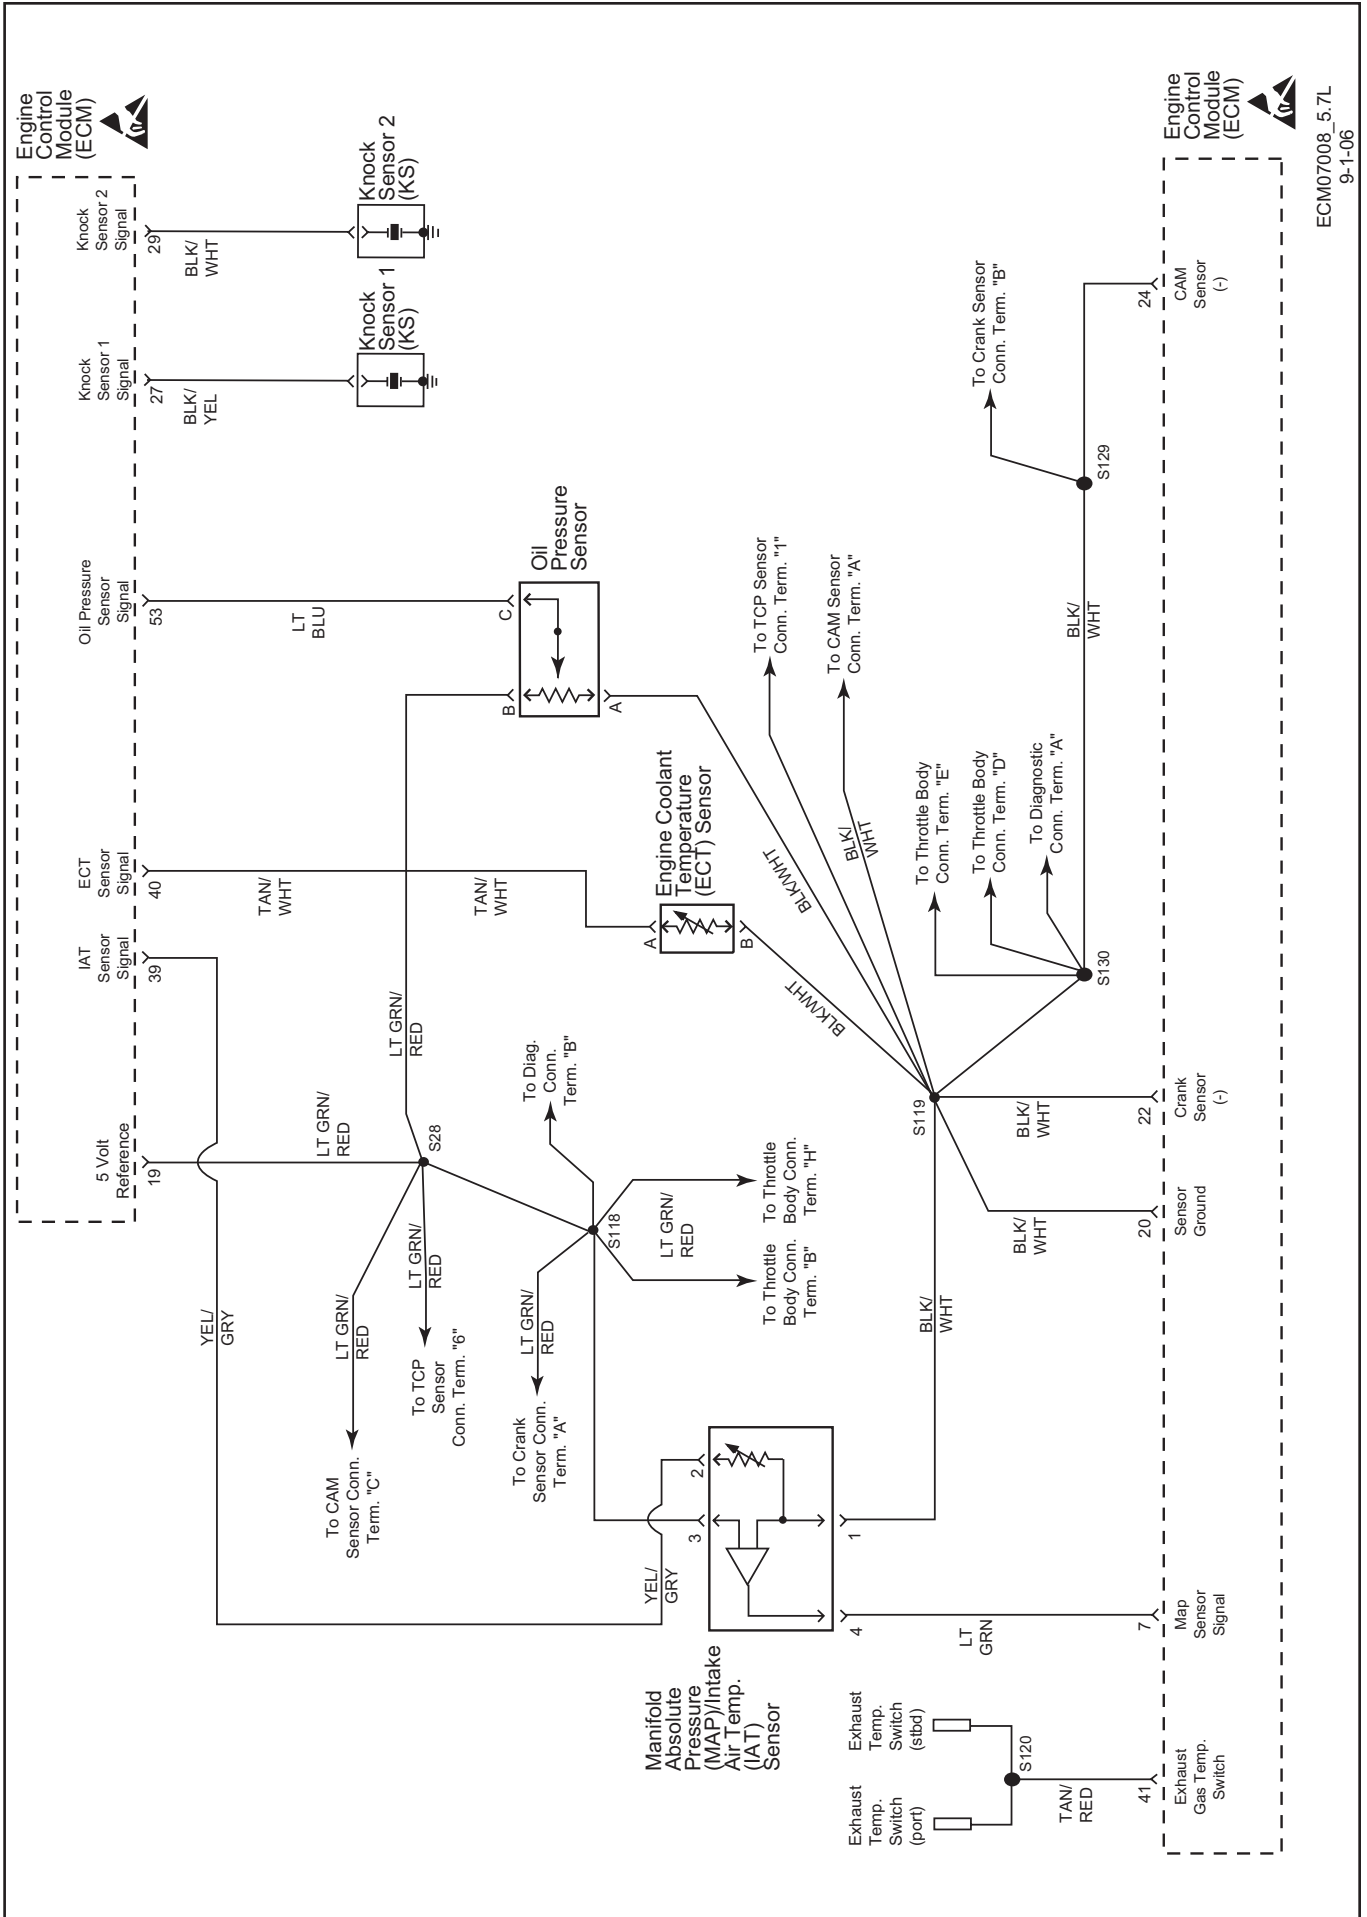 Engine
Control
Module
(ECM)
5 Volt
Reference
19
IAT
Sensor
Signal
39
ECT
Sensor
Signal
40
Oil Pressure
Sensor
Signal
53
Knock
Sensor 1
Signal
27
Knock
Sensor 2
Signal
29
LT GRN/
RED
YEL/
GRY
TAN/
WHT
TAN/
WHT
LT
BLU
BLK/
YEL
BLK/
WHT
Knock
Sensor 1
(KS)
Knock
Sensor 2
(KS)
LT GRN/
RED
S28
LT GRN/
RED
To CAM
Sensor Conn.
Term. "C"
LT GRN/
RED
To TCP
Sensor
Conn. Term. "6"
LT GRN/
RED
To Crank
Sensor Conn.
Term. "A"
To Diag.
Conn.
Term. "B"
S118
LT GRN/
RED
To Throttle
Body Conn.
Term. "B"
To Throttle
Body Conn.
Term. "H"
B
C
A
Oil
Pressure
Sensor
Engine Coolant
Temperature
(ECT) Sensor
A
B
YEL/
GRY
Manifold
Absolute
Pressure
(MAP)/Intake
Air Temp.
(IAT)
Sensor
3
2
4
1
BLK/WHT
BLK/WHT
BLK/
WHT
To TCP Sensor
Conn. Term. "1"
To CAM Sensor
Conn. Term. "A"
To Throttle Body
Conn. Term. "E"
To Throttle Body
Conn. Term. "D"
To Diagnostic
Conn. Term. "A"
To Crank Sensor
Conn. Term. "B"
S119
S130
S129
BLK/
WHT
BLK/
WHT
BLK/
WHT
BLK/
WHT
LT
GRN
Exhaust
Temp.
Switch
(port)
Exhaust
Temp.
Switch
(stbd)
S120
TAN/
RED
41
Exhaust
Gas Temp.
Switch
7
Map
Sensor
Signal
20
Sensor
Ground
22
Crank
Sensor
(-)
24
CAM
Sensor
(-)
Engine
Control
Module
(ECM)
ECM07008_5.7L
9-1-06